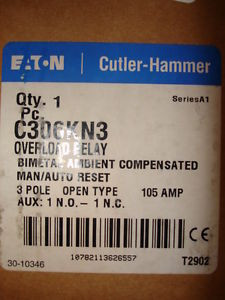 EATON Cutler-Hammer
Qty. 1 SeriesA1
Pc.
C306KN3
OVERLOAD RELAY
BIMETAL AMBIENT COMPENSATED
MAN/AUTO RESET
3 POLE OPEN TYPE 105 AMP
AUX: 1 N.O. – 1 N.C.
10782113626557
30-10346 T2902